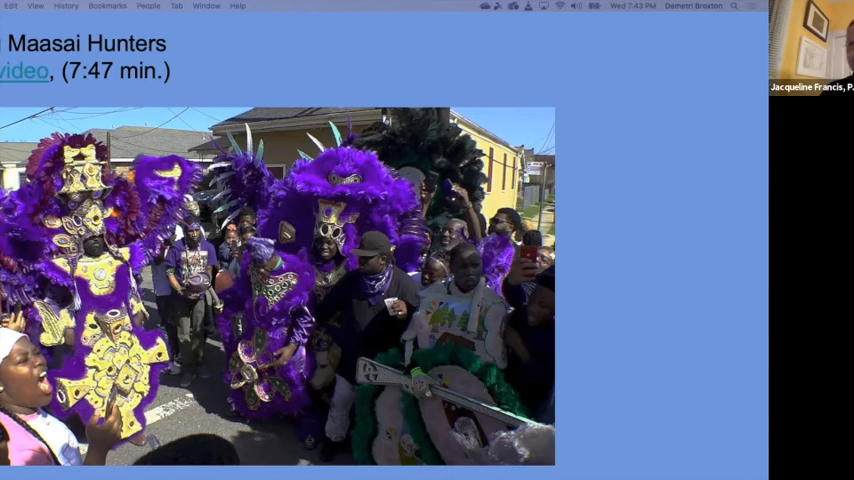 Edit View History Bookmarks People Tab Window Help
Wed 7:43 PM Demetri Broxton
Maasai Hunters
video, (7:47 min.)
Jacqueline Francis, P.